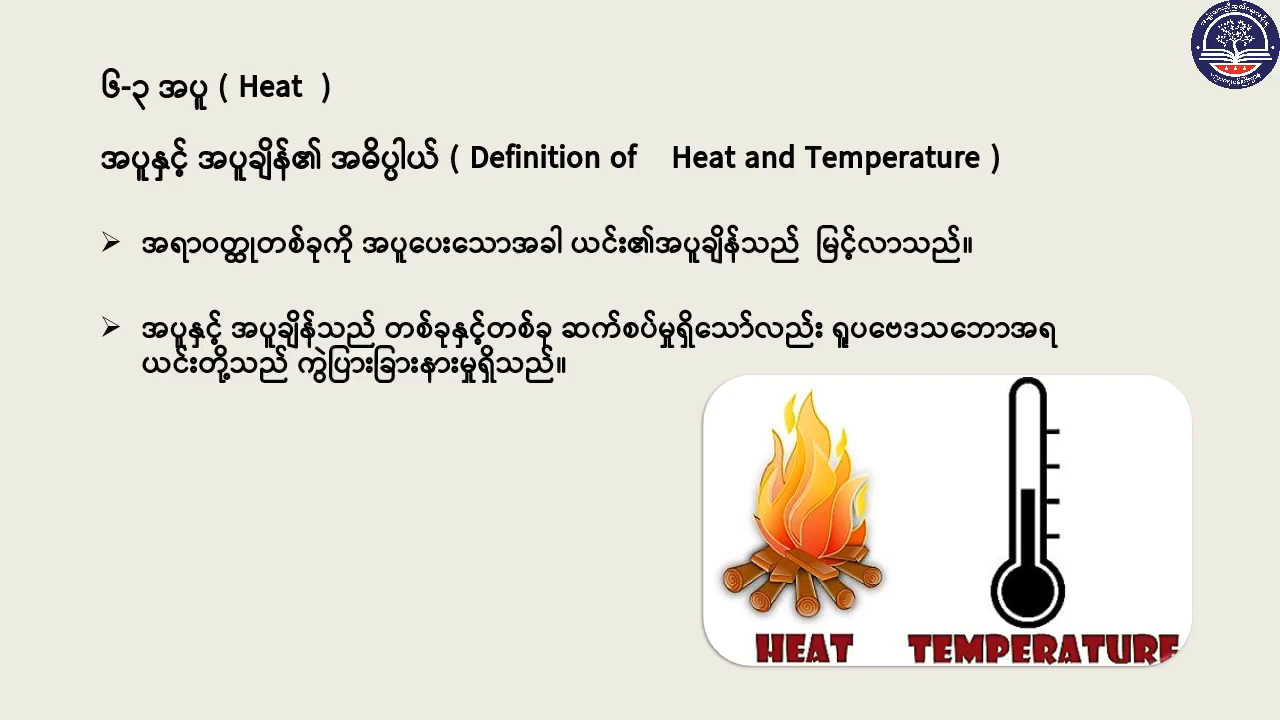 ၆-၃ အပူ ( Heat )
အပူနှင့် အပူချိန်၏ အဓိပ္ပါယ် ( Definition of Heat and Temperature )
➢ အရာဝတ္ထုတစ်ခုကို အပူပေးသောအခါ ယင်း၏အပူချိန်သည် မြင့်လာသည်။
➢ အပူနှင့် အပူချိန်သည် တစ်ခုနှင့်တစ်ခု ဆက်စပ်မှုရှိသော်လည်း ရူပဗေဒသဘောအရ
ယင်းတို့သည် ကွဲပြားခြားနားမှုရှိသည်။
HEAT TEMPERATURE